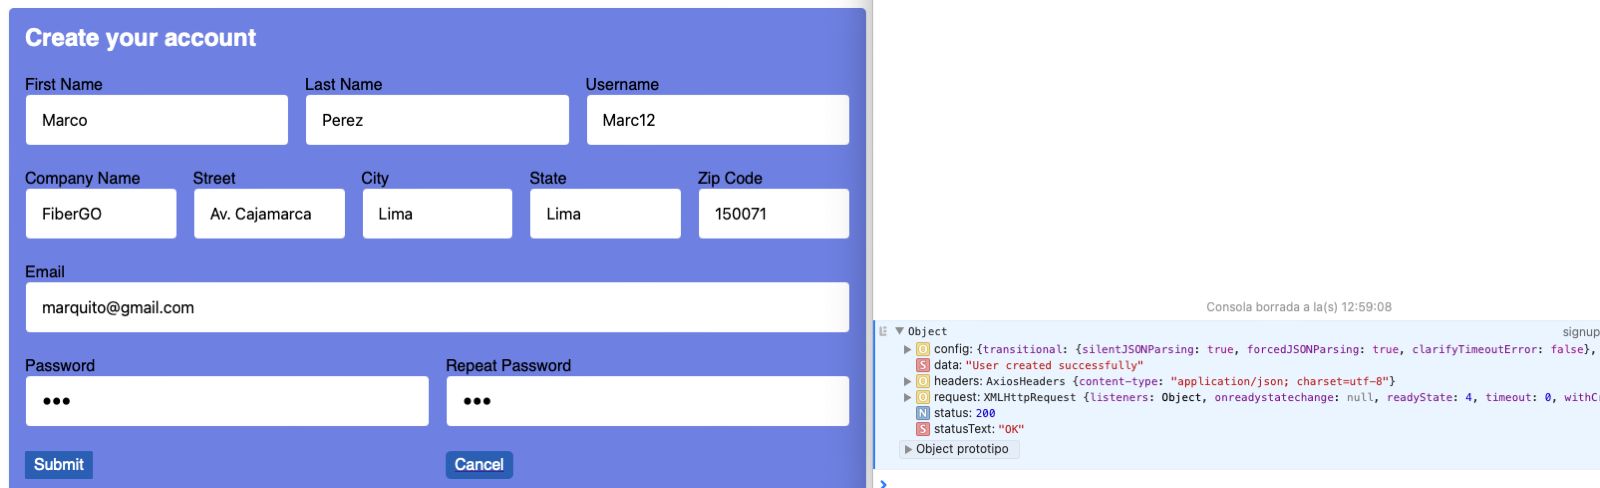 Create your account
First Name Last Name Username
Marco Perez Marc12
Company Name Street City State Zip Code
FiberGO Av. Cajamarca Lima Lima 150071
Email
marquito@gmail.com
Password Repeat Password
••• •••
Submit Cancel
Consola borrada a la(s) 12:59:08
Object signup
O config: {transitional: {silentJSONParsing: true, forcedJSONParsing: true, clarifyTimeoutError: false},
S data: "User created successfully"
O headers: AxiosHeaders {content-type: "application/json; charset=utf-8"}
O request: XMLHttpRequest {listeners: Object, onreadystatechange: null, readyState: 4, timeout: 0,
N status: 200
S statusText: "OK"
Object prototipo